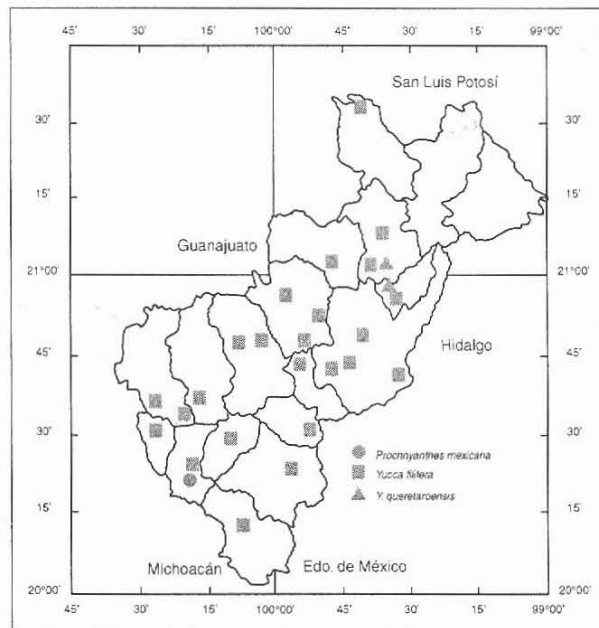 45' 30' 15' 100°00' 45' 30' 15' 99°00'
San Luis Potosí
30' 30'
15' 15'
Guanajuato
21°00' 21°00'
Hidalgo
45' 45'
30' 30'
Procnnyanthes mexicana
Yucca filifera
Y. queretaroensis
15' 15'
Michoacán Edo. de México
20°00' 20°00'
45' 30' 15' 100°00' 45' 30' 15' 99°00'